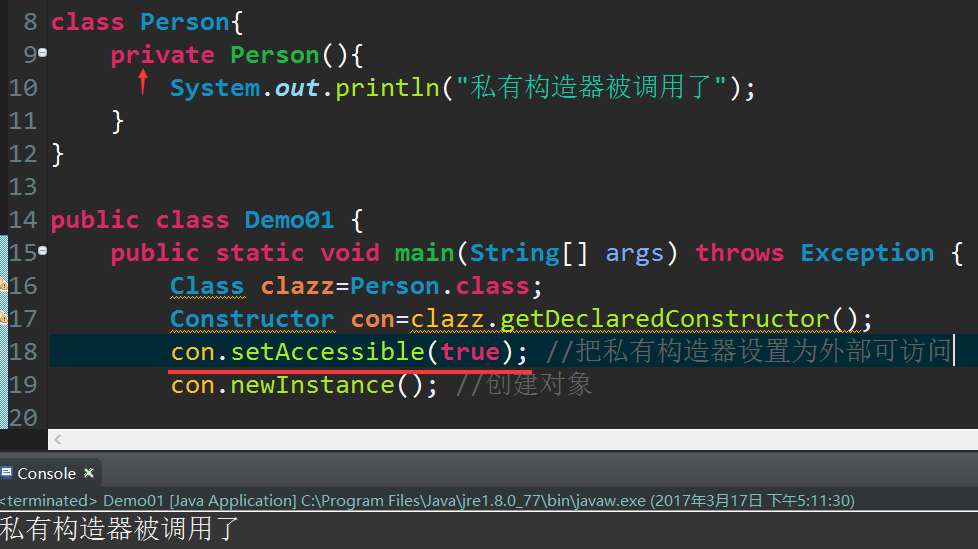 8 class Person{
9 private Person(){
10 System.out.println("私有构造器被调用了");
11 }
12 }
13
14 public class Demo01 {
15 public static void main(String[] args) throws Exception {
16 Class clazz=Person.class;
17 Constructor con=clazz.getDeclaredConstructor();
18 con.setAccessible(true); //把私有构造器设置为外部可访问
19 con.newInstance(); //创建对象
20
Console
<terminated> Demo01 [Java Application] C:\Program Files\Java\jre1.8.0_77\bin\javaw.exe (2017年3月17日 下午5:11:30)
私有构造器被调用了